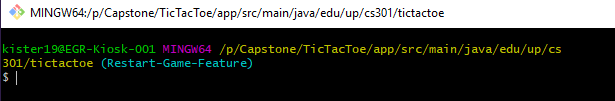 MINGW64:/p/Capstone/TicTacToe/app/src/main/java/edu/up/cs301/tictactoe
kister19@EGR-Kiosk-001 MINGW64 /p/Capstone/TicTacToe/app/src/main/java/edu/up/cs
301/tictactoe (Restart-Game-Feature)
$